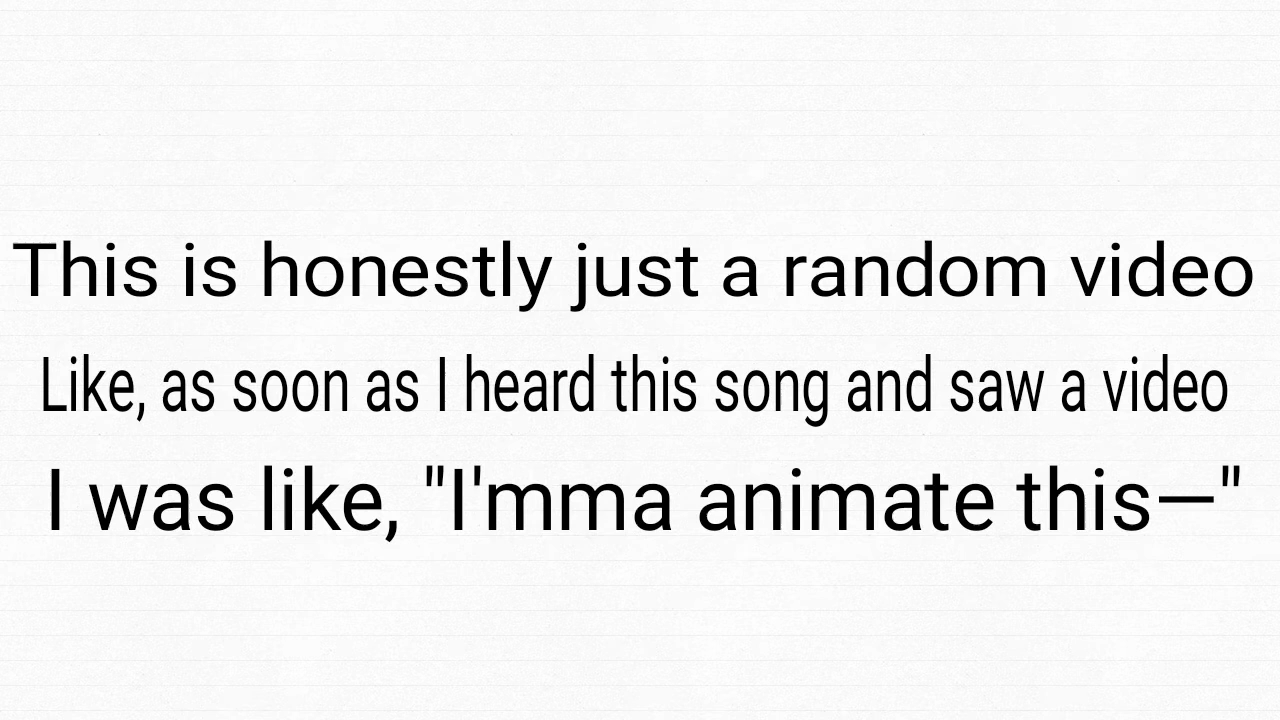 This is honestly just a random video
Like, as soon as I heard this song and saw a video
I was like, "I'mma animate this—"